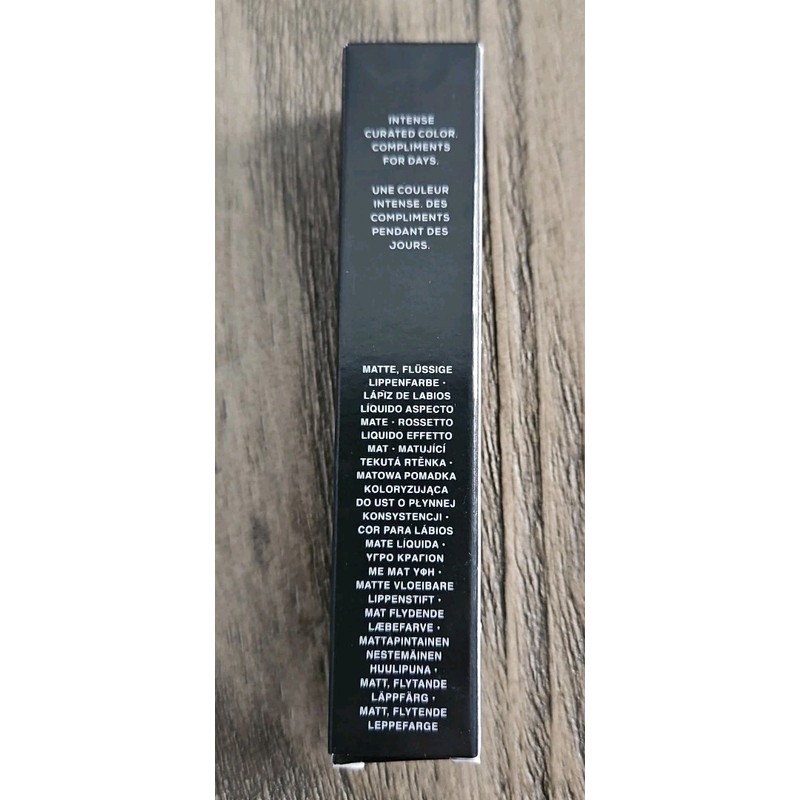 INTENSE
CURATED COLOR.
COMPLIMENTS
FOR DAYS.
UNE COULEUR
INTENSE. DES
COMPLIMENTS
PENDANT DES
JOURS.
MATTE, FLÜSSIGE
LIPPENFARBE •
LÁPIZ DE LABIOS
LÍQUIDO ASPECTO
MATE • ROSSETTO
LIQUIDO EFFETTO
MAT • MATUJÍCÍ
TEKUTÁ RTĚNKA •
MATOWA POMADKA
KOLORYZUJĄCA
DO UST O PŁYNNEJ
KONSYSTENCJI •
COR PARA LÁBIOS
MATE LÍQUIDA •
ΥΓΡΟ ΚΡΑΓΙΟΝ
ΜΕ ΜΑΤ ΥΦΗ •
MATTE VLOEIBARE
LIPPENSTIFT •
MAT FLYDENDE
LÆBEFARVE •
MATTAPINTAINEN
NESTEMÄINEN
HUULIPUNA •
MATT, FLYTANDE
LÄPPFÄRG •
MATT, FLYTENDE
LEPPEFARGE